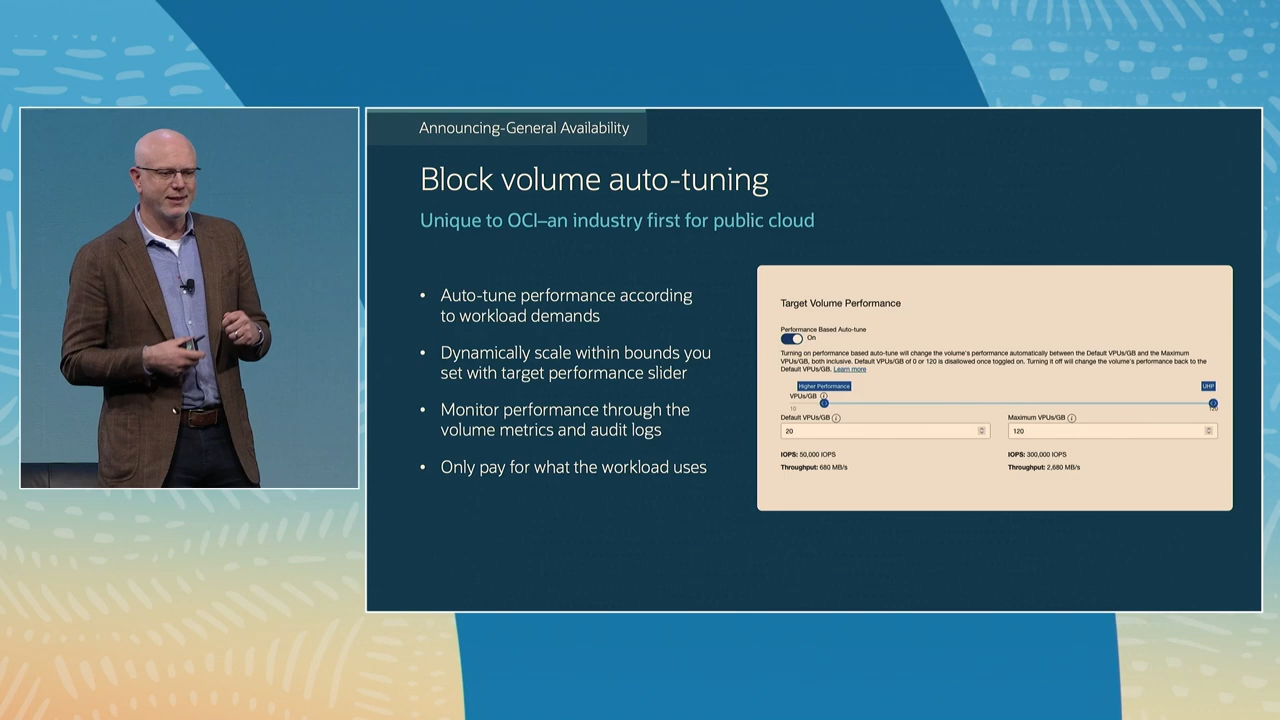 Announcing-General Availability
Block volume auto-tuning
Unique to OCI–an industry first for public cloud
• Auto-tune performance according
to workload demands
• Dynamically scale within bounds you
set with target performance slider
• Monitor performance through the
volume metrics and audit logs
• Only pay for what the workload uses
Target Volume Performance
Performance Based Auto-tune
On
Turning on performance based auto-tune will change the volume's performance automatically between the Default VPUs/GB and the Maximum
VPUs/GB, both inclusive. Default VPUs/GB of 0 or 120 is disallowed once toggled on. Turning it off will change the volume's performance back to the
Default VPUs/GB. Learn more
Higher Performance UHP
VPUs/GB
10 120
Default VPUs/GB Maximum VPUs/GB
20 120
IOPS: 50,000 IOPS IOPS: 300,000 IOPS
Throughput: 680 MB/s Throughput: 2,680 MB/s